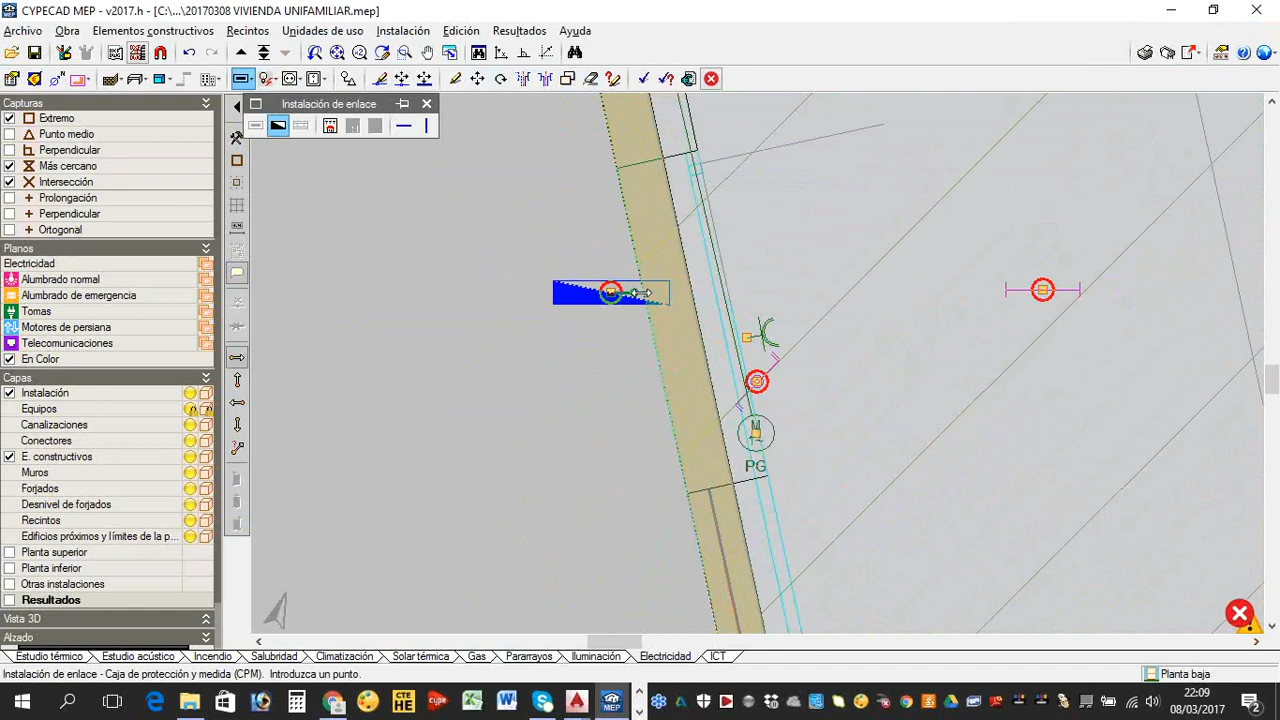 CYPECAD MEP - v2017.h - [C:\...\20170308 VIVIENDA UNIFAMILIAR.mep]
Archivo Obra Elementos constructivos Recintos Unidades de uso Instalación Edición Resultados Ayuda
Capturas
Instalación de enlace
Extremo
Punto medio
Perpendicular
Más cercano
Intersección
Prolongación
Perpendicular
Ortogonal
Planos
Electricidad
Alumbrado normal
Alumbrado de emergencia
Tomas
Motores de persiana
Telecomunicaciones
En Color
Capas
Instalación
Equipos
Canalizaciones
Conectores
E. constructivos
Muros
Forjados
Desnivel de forjados
Recintos
Edificios próximos y límites de la p...
Planta superior
Planta inferior
Otras instalaciones
Resultados
Vista 3D
Alzado
M
PG
Estudio térmico Estudio acústico Incendio Salubridad Climatización Solar térmica Gas Pararrayos Iluminación Electricidad ICT
Instalación de enlace - Caja de protección y medida (CPM). Introduzca un punto.
Planta baja
CTE
HE
cype
MEP
22:09
08/03/2017
2